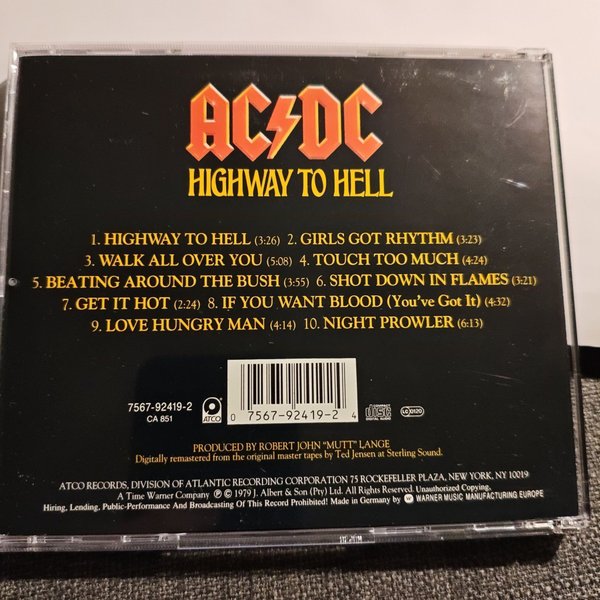 AC/DC
HIGHWAY TO HELL
1. HIGHWAY TO HELL (3:26) 2. GIRLS GOT RHYTHM (3:23)
3. WALK ALL OVER YOU (5:08) 4. TOUCH TOO MUCH (4:24)
5. BEATING AROUND THE BUSH (3:55) 6. SHOT DOWN IN FLAMES (3:21)
7. GET IT HOT (2:24) 8. IF YOU WANT BLOOD (You've Got It) (4:32)
9. LOVE HUNGRY MAN (4:14) 10. NIGHT PROWLER (6:13)
7567-92419-2
CA 851
ATCO
0 7567-92419-2 4
COMPACT
disc
DIGITAL AUDIO
LC 0120
PRODUCED BY ROBERT JOHN "MUTT" LANGE
Digitally remastered from the original master tapes by Ted Jensen at Sterling Sound.
ATCO RECORDS, DIVISION OF ATLANTIC RECORDING CORPORATION 75 ROCKEFELLER PLAZA, NEW YORK, NY 10019
A Time Warner Company ℗ © 1979 J. Albert & Son (Pty) Ltd. All Rights Reserved. Unauthorized Copying,
Hiring, Lending, Public-Performance And Broadcasting Of This Record Prohibited! Made in Germany by WARNER MUSIC MANUFACTURING EUROPE